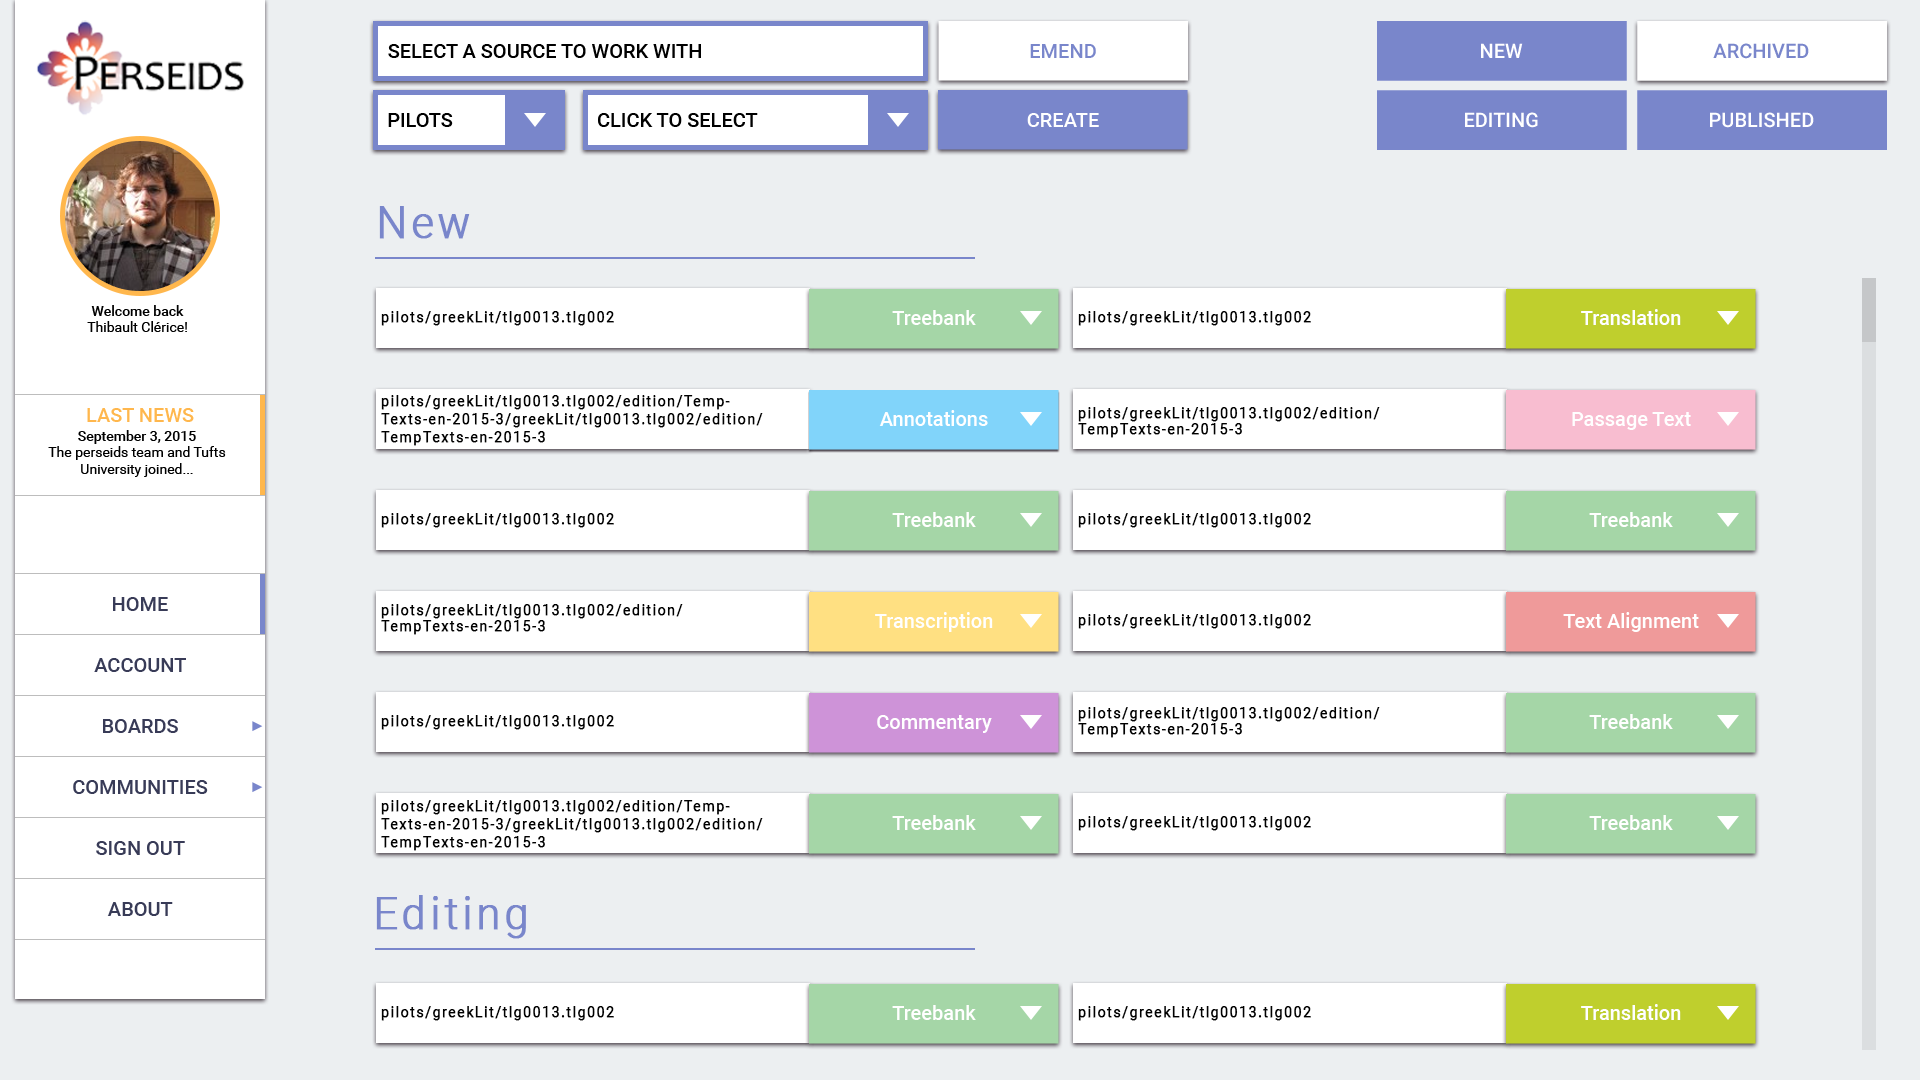 PERSEIDS
Welcome back
Thibault Clérice!
LAST NEWS
September 3, 2015
The perseids team and Tufts
University joined...
HOME
ACCOUNT
BOARDS
COMMUNITIES
SIGN OUT
ABOUT
SELECT A SOURCE TO WORK WITH
EMEND
NEW
ARCHIVED
PILOTS
CLICK TO SELECT
CREATE
EDITING
PUBLISHED
New
pilots/greekLit/tlg0013.tlg002
Treebank
pilots/greekLit/tlg0013.tlg002
Translation
pilots/greekLit/tlg0013.tlg002/edition/Temp-
Texts-en-2015-3/greekLit/tlg0013.tlg002/edition/
TempTexts-en-2015-3
Annotations
pilots/greekLit/tlg0013.tlg002/edition/
TempTexts-en-2015-3
Passage Text
pilots/greekLit/tlg0013.tlg002
Treebank
pilots/greekLit/tlg0013.tlg002
Treebank
pilots/greekLit/tlg0013.tlg002/edition/
TempTexts-en-2015-3
Transcription
pilots/greekLit/tlg0013.tlg002
Text Alignment
pilots/greekLit/tlg0013.tlg002
Commentary
pilots/greekLit/tlg0013.tlg002/edition/
TempTexts-en-2015-3
Treebank
pilots/greekLit/tlg0013.tlg002/edition/Temp-
Texts-en-2015-3/greekLit/tlg0013.tlg002/edition/
TempTexts-en-2015-3
Treebank
pilots/greekLit/tlg0013.tlg002
Treebank
Editing
pilots/greekLit/tlg0013.tlg002
Treebank
pilots/greekLit/tlg0013.tlg002
Translation